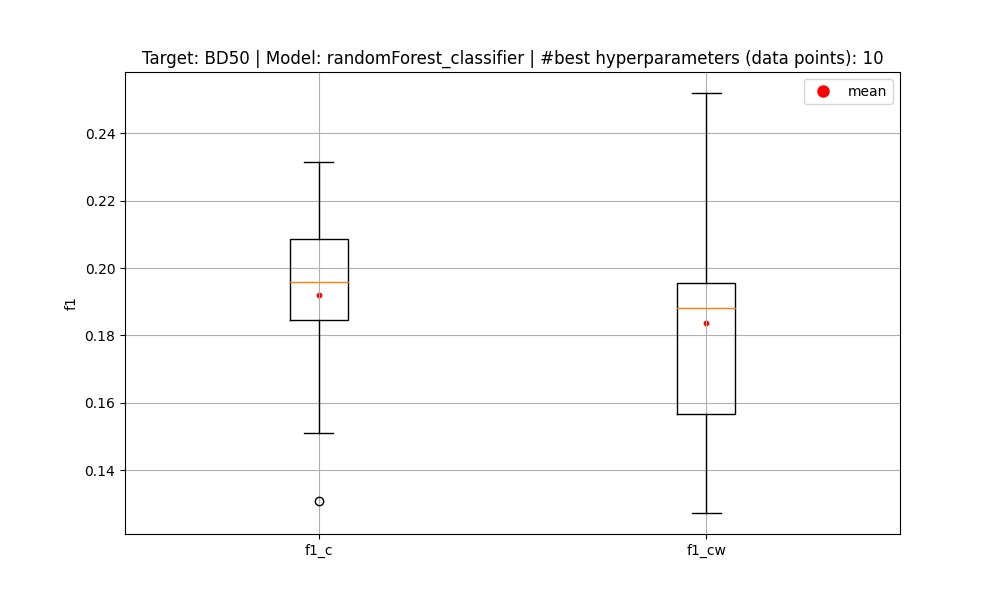 Target: BD50 | Model: randomForest_classifier | #best hyperparameters (data points): 10
mean
0.24
0.22
0.20
0.18
0.16
0.14
f1
f1_c
f1_cw